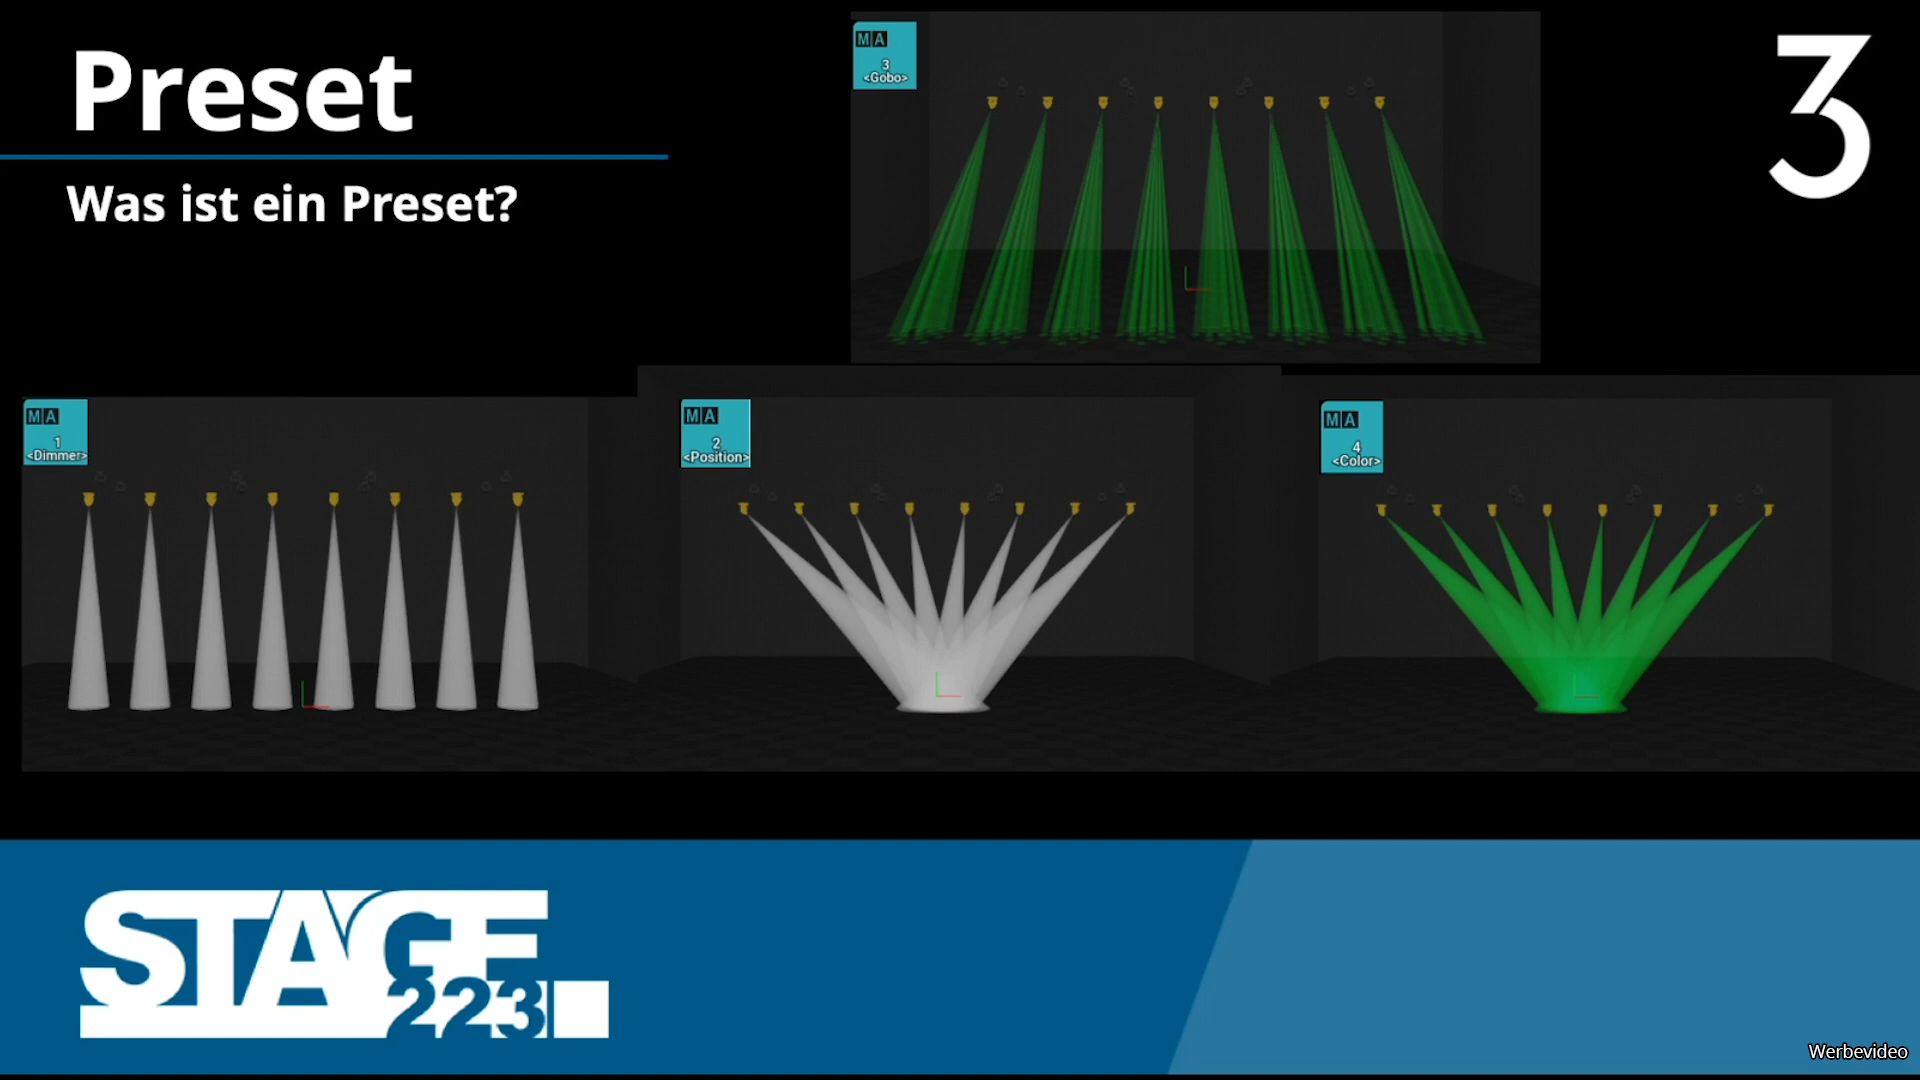 Preset
Was ist ein Preset?
MA
3
<Gobo>
3
MA
1
<Dimmer>
MA
2
<Position>
MA
4
<Color>
STAGE
223
Werbevideo